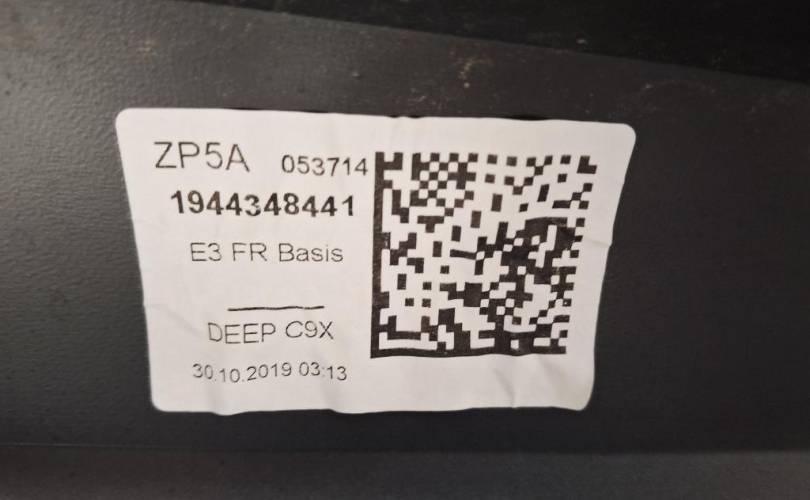 ZP5A 053714
1944348441
E3 FR Basis
DEEP C9X
30.10.2019 03:13